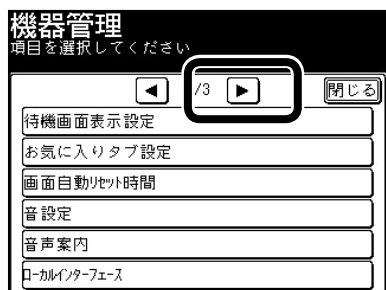 機器管理
項目を選択してください
◀ /3 ▶ 閉じる
待機画面表示設定
お気に入りタブ設定
画面自動ﾘｾｯﾄ時間
音設定
音声案内
ﾛｰｶﾙｲﾝﾀｰﾌｪｰｽ